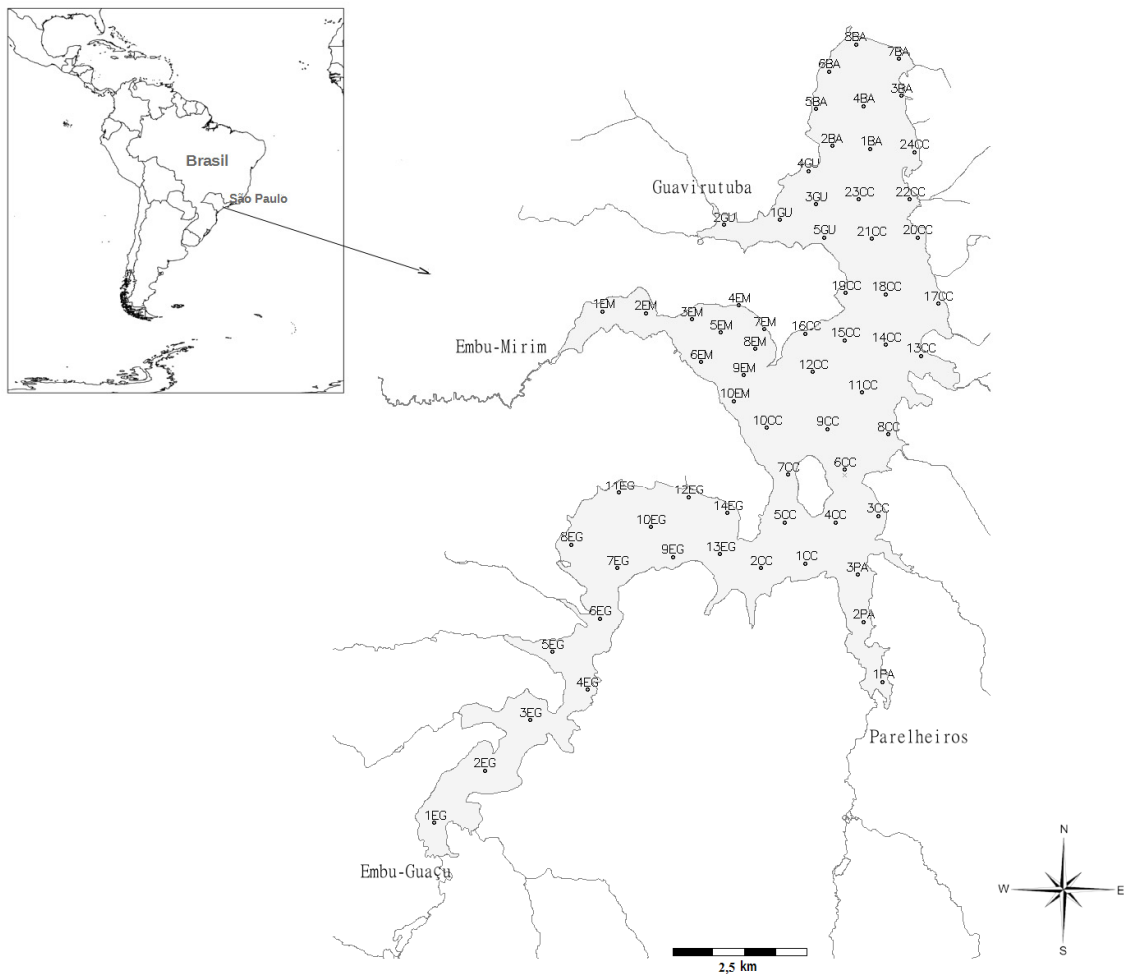 8BA
7BA
6BA
3BA
5BA
4BA
2BA
1BA
24CC
Brasil
São Paulo
4GU
Guavirutuba
23CC
22CC
3GU
2GU
1GU
5GU
21CC
20CC
19CC
18CC
17CC
1EM
2EM
3EM
4EM
5EM
7EM
16CC
15CC
14CC
13CC
Embu-Mirim
8EM
6EM
9EM
12CC
10EM
11CC
10CC
9CC
8CC
7CC
6CC
11EG
12EG
14EG
5CC
4CC
3CC
10EG
8EG
9EG
13EG
7EG
2CC
1CC
3PA
6EG
2PA
5EG
4EG
1PA
3EG
Parelheiros
2EG
1EG
Embu-Guaçu
N
W
E
S
2,5 km